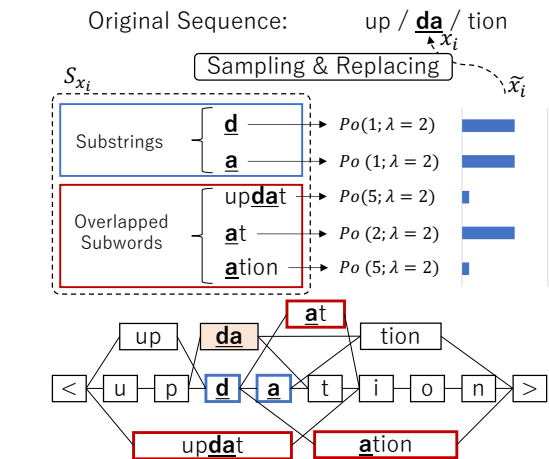 Original Sequence: up / da / tion
x_i
Sampling & Replacing
S_{x_i}
x̃_i
Substrings
d Po(1; λ = 2)
a Po (1; λ = 2)
Overlapped
Subwords
updat Po(5; λ = 2)
at Po (2; λ = 2)
ation Po (5; λ = 2)
at
up da tion
< u p d a t i o n >
updat ation